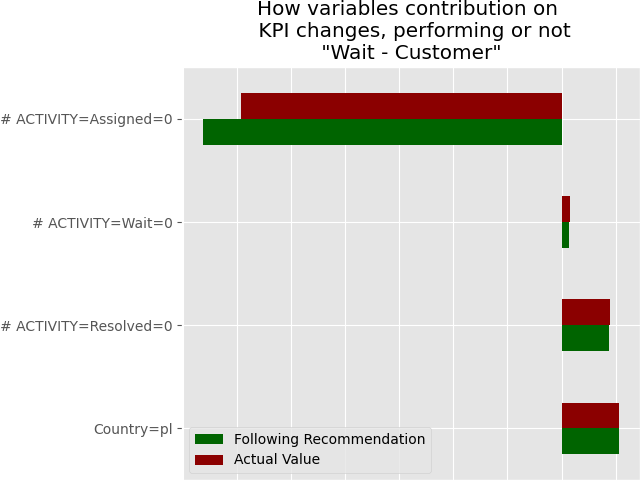 How variables contribution on
KPI changes, performing or not
"Wait - Customer"
# ACTIVITY=Assigned=0
# ACTIVITY=Wait=0
# ACTIVITY=Resolved=0
Country=pl
Following Recommendation
Actual Value